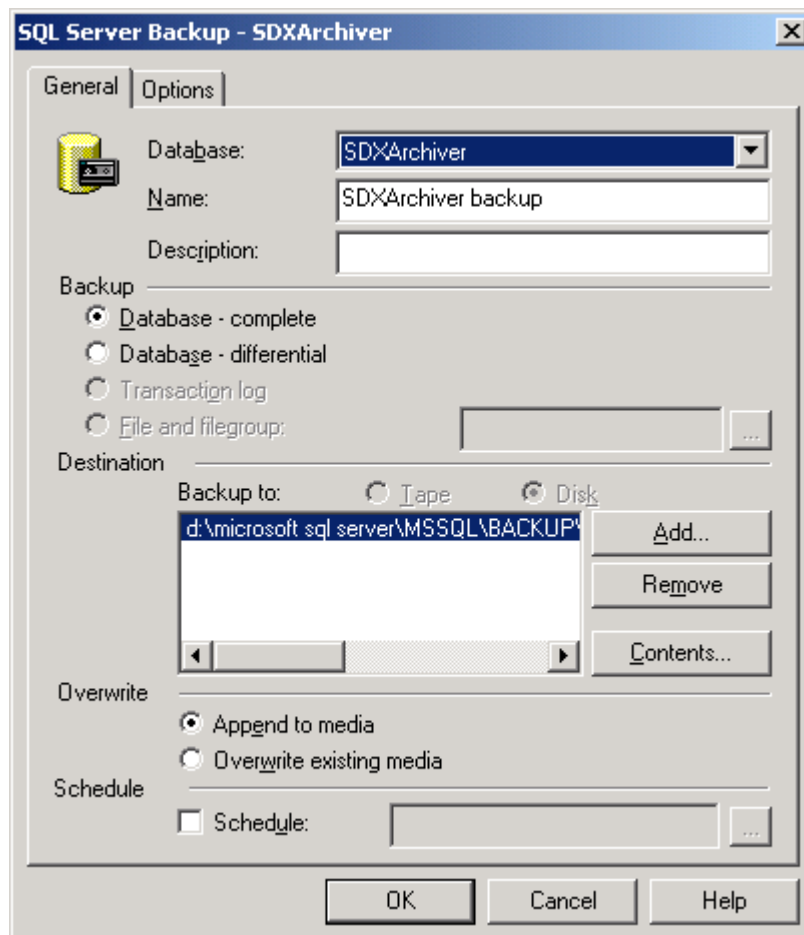 SQL Server Backup - SDXArchiver
General Options
Database: SDXArchiver
Name: SDXArchiver backup
Description:
Backup
Database - complete
Database - differential
Transaction log
File and filegroup: ...
Destination
Backup to: Tape Disk
d:\microsoft sql server\MSSQL\BACKUP\ Add...
Remove
Contents...
Overwrite
Append to media
Overwrite existing media
Schedule
Schedule: ...
OK Cancel Help